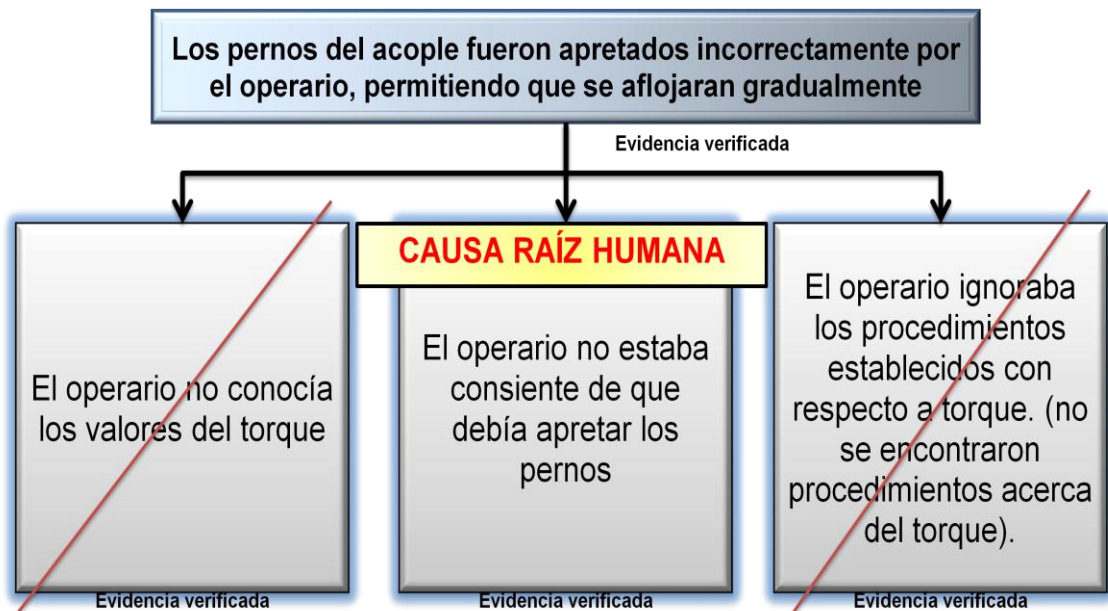 Los pernos del acople fueron apretados incorrectamente por
el operario, permitiendo que se aflojaran gradualmente
Evidencia verificada
El operario no conocía
los valores del torque
Evidencia verificada
CAUSA RAÍZ HUMANA
El operario no estaba
consiente de que
debía apretar los
pernos
Evidencia verificada
El operario ignoraba
los procedimientos
establecidos con
respecto a torque. (no
se encontraron
procedimientos acerca
del torque).
Evidencia verificada